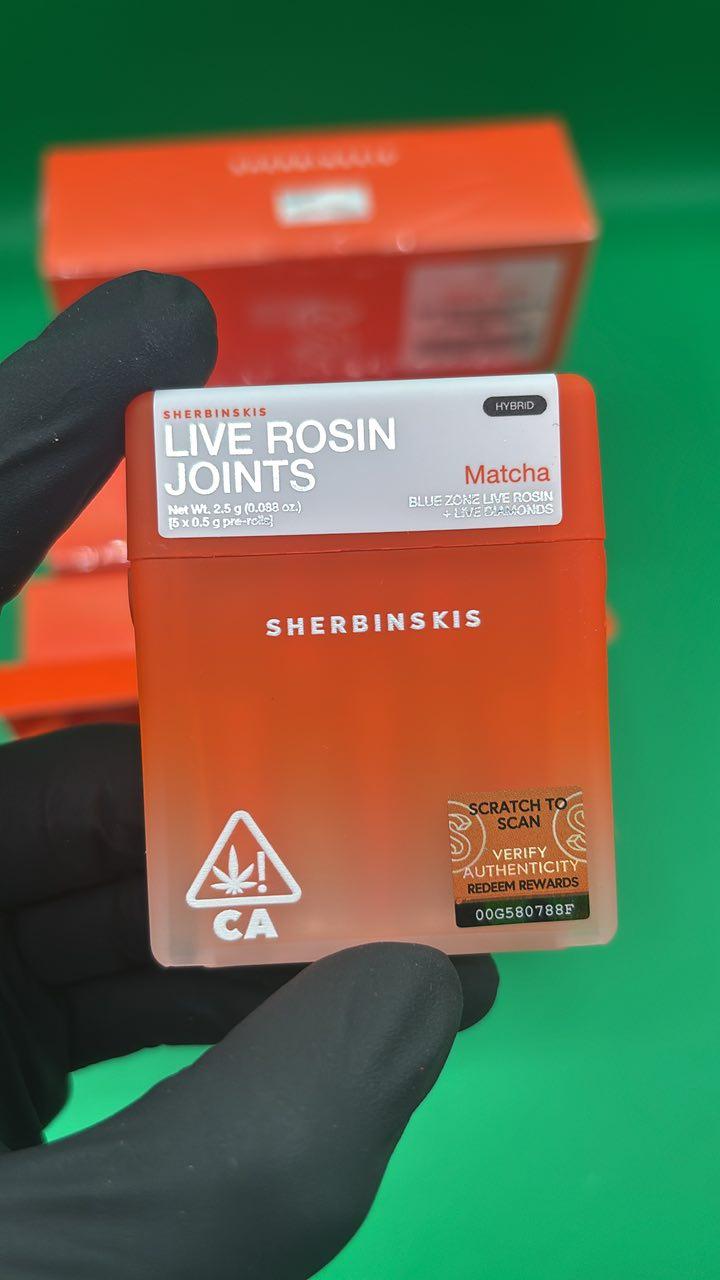 SHERBINSKIS
LIVE ROSIN
JOINTS
Net Wt. 2.5 g (0.088 oz.)
[5 x 0.5 g pre-rolls]
HYBRID
Matcha
BLUE ZONE LIVE ROSIN
+ LIVE DIAMONDS
SHERBINSKIS
CA
SCRATCH TO
SCAN
VERIFY
AUTHENTICITY
REDEEM REWARDS
00G580788F